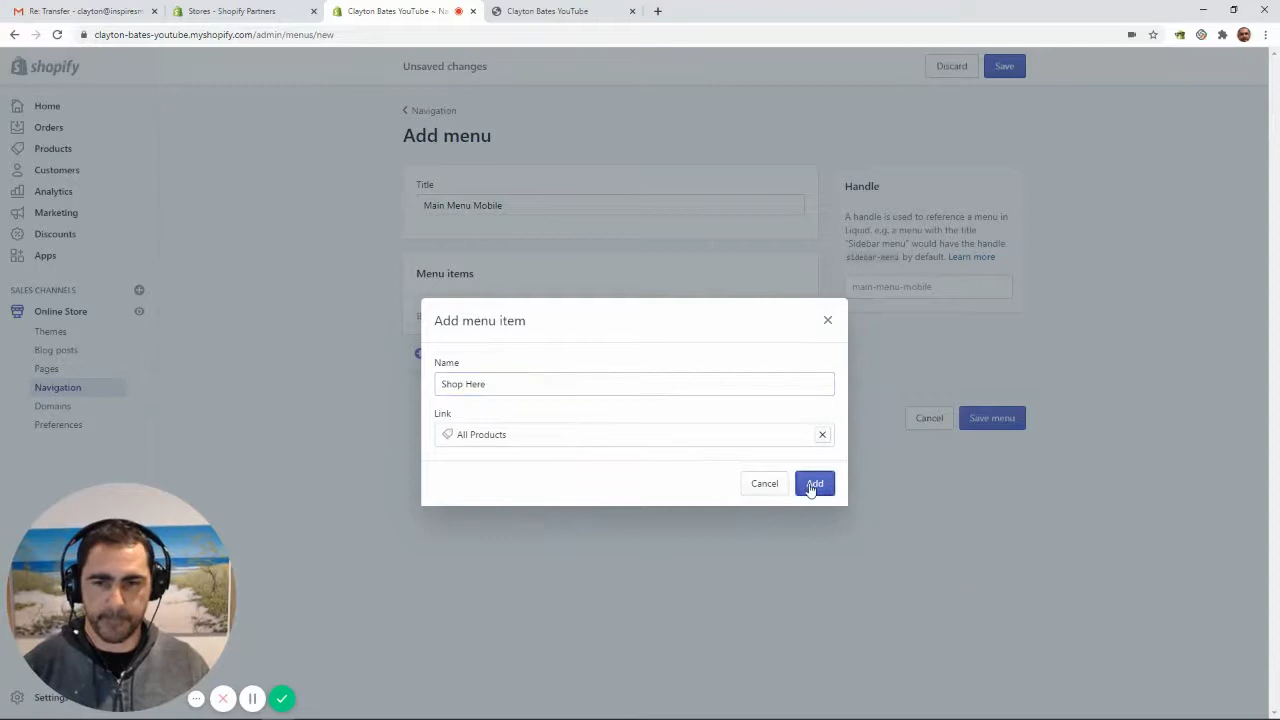 Re: Transfer - clayton@inspiresm
Stores - Shopify Partners
Clayton Bates YouTube ~ Na
Clayton Bates YouTube
clayton-bates-youtube.myshopify.com/admin/menus/new
shopify
Unsaved changes
Discard
Save
Home
Orders
Products
Customers
Analytics
Marketing
Discounts
Apps
SALES CHANNELS
Online Store
Themes
Blog posts
Pages
Navigation
Domains
Preferences
Settings
Navigation
Add menu
Title
Main Menu Mobile
Menu items
Handle
A handle is used to reference a menu in
Liquid. e.g. a menu with the title
"Sidebar menu" would have the handle
sidebar-menu by default. Learn more
main-menu-mobile
Add menu item
Name
Shop Here
Link
All Products
Cancel
Add
Cancel
Save menu